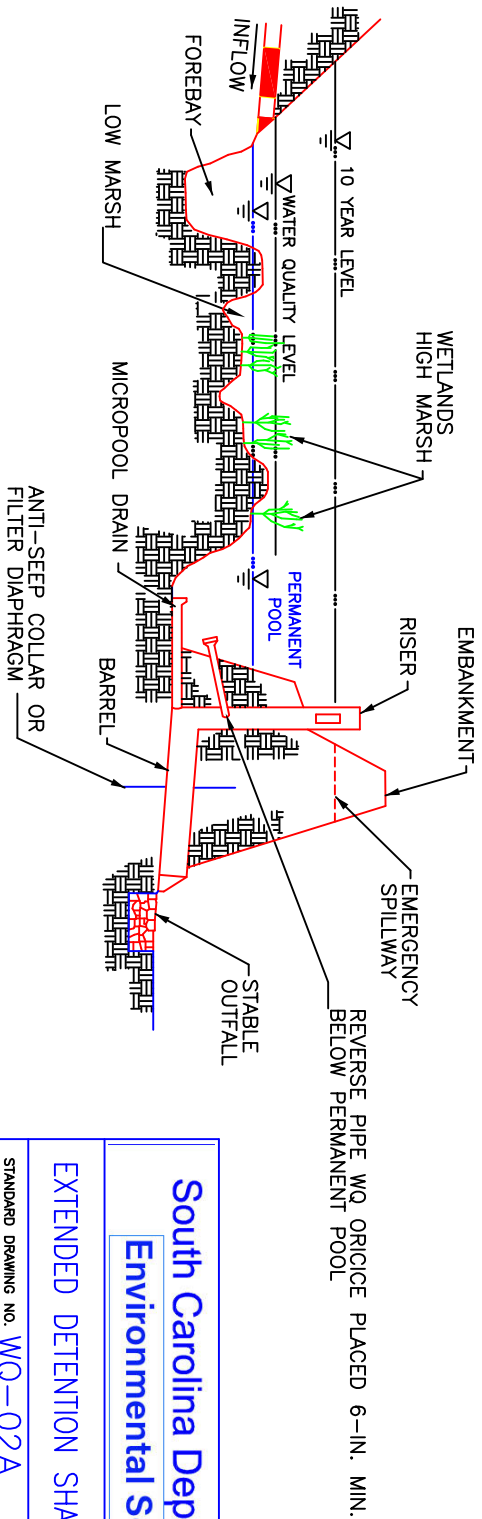 WETLANDS
HIGH MARSH
EMBANKMENT
RISER
EMERGENCY
SPILLWAY
REVERSE PIPE WQ ORICICE PLACED 6-IN. MIN.
BELOW PERMANENT POOL
10 YEAR LEVEL
WATER QUALITY LEVEL
PERMANENT
POOL
INFLOW
FOREBAY
LOW MARSH
MICROPOOL DRAIN
BARREL
ANTI-SEEP COLLAR OR
FILTER DIAPHRAGM
STABLE
OUTFALL
South Carolina Dep
Environmental S
EXTENDED DETENTION SHA
STANDARD DRAWING NO. WQ-02A